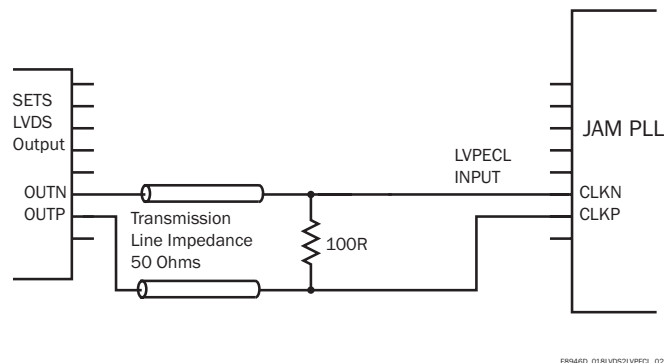 SETS
LVDS
Output
OUTN
OUTP
Transmission
Line Impedance
50 Ohms
100R
LVPECL
INPUT
JAM PLL
CLKN
CLKP
F8946D_018LVDS2LVPECL_02